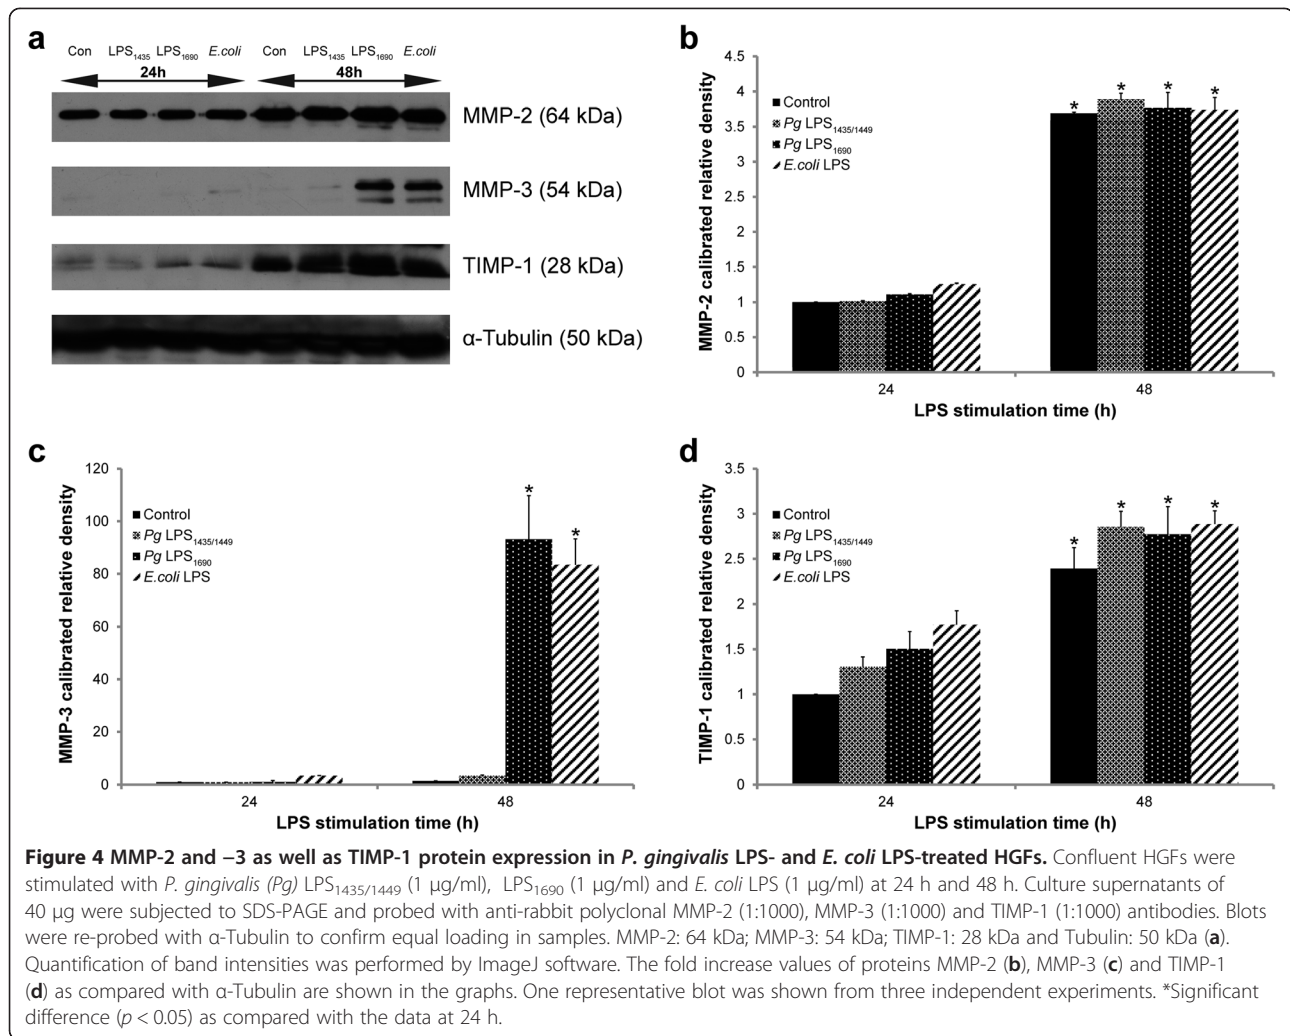 a
Con LPS1435 LPS1690 E.coli Con LPS1435 LPS1690 E.coli
24h 48h
MMP-2 (64 kDa)
MMP-3 (54 kDa)
TIMP-1 (28 kDa)
α-Tubulin (50 kDa)
b
MMP-2 calibrated relative density
4.5
4
3.5
3
2.5
2
1.5
1
0.5
0
Control
Pg LPS1435/1449
Pg LPS1690
E.coli LPS
* * * *
24 48
LPS stimulation time (h)
c
MMP-3 calibrated relative density
120
100
80
60
40
20
0
Control
Pg LPS1435/1449
Pg LPS1690
E.coli LPS
* *
24 48
LPS stimulation time (h)
d
TIMP-1 calibrated relative density
3.5
3
2.5
2
1.5
1
0.5
0
Control
Pg LPS1435/1449
Pg LPS1690
E.coli LPS
* * * *
24 48
LPS stimulation time (h)
Figure 4 MMP-2 and −3 as well as TIMP-1 protein expression in P. gingivalis LPS- and E. coli LPS-treated HGFs. Confluent HGFs were
stimulated with P. gingivalis (Pg) LPS1435/1449 (1 μg/ml), LPS1690 (1 μg/ml) and E. coli LPS (1 μg/ml) at 24 h and 48 h. Culture supernatants of
40 μg were subjected to SDS-PAGE and probed with anti-rabbit polyclonal MMP-2 (1:1000), MMP-3 (1:1000) and TIMP-1 (1:1000) antibodies. Blots
were re-probed with α-Tubulin to confirm equal loading in samples. MMP-2: 64 kDa; MMP-3: 54 kDa; TIMP-1: 28 kDa and Tubulin: 50 kDa (a).
Quantification of band intensities was performed by ImageJ software. The fold increase values of proteins MMP-2 (b), MMP-3 (c) and TIMP-1
(d) as compared with α-Tubulin are shown in the graphs. One representative blot was shown from three independent experiments. *Significant
difference (p < 0.05) as compared with the data at 24 h.